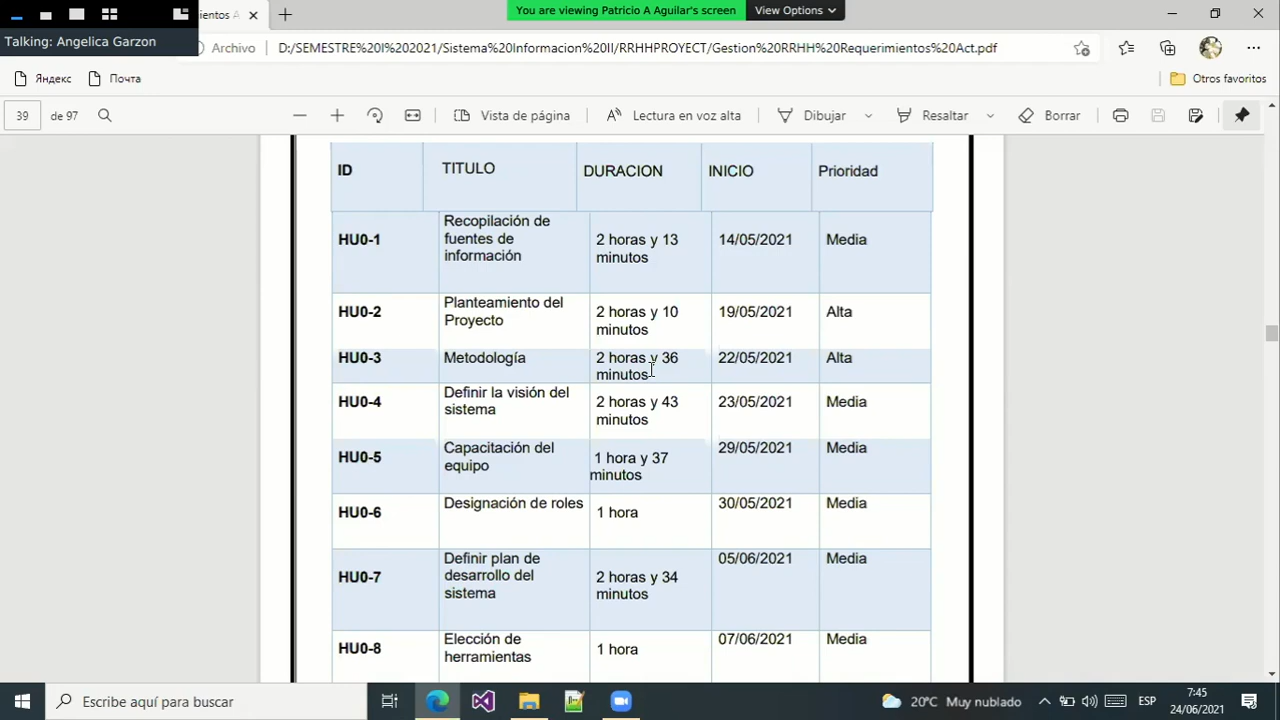 You are viewing Patricio A Aguilar's screen
View Options
ientos A
Talking: Angelica Garzon
Archivo
D:/SEMESTRE%20I%202021/Sistema%20Informacion%20II/RRHHPROYECT/Gestion%20RRHH%20Requerimientos%20Act.pdf
Яндекс
Почта
Otros favoritos
39
de 97
Vista de página
Lectura en voz alta
Dibujar
Resaltar
Borrar
ID
TITULO
DURACION
INICIO
Prioridad
HU0-1
Recopilación de
fuentes de
información
2 horas y 13
minutos
14/05/2021
Media
HU0-2
Planteamiento del
Proyecto
2 horas y 10
minutos
19/05/2021
Alta
HU0-3
Metodología
2 horas y 36
minutos
22/05/2021
Alta
HU0-4
Definir la visión del
sistema
2 horas y 43
minutos
23/05/2021
Media
HU0-5
Capacitación del
equipo
1 hora y 37
minutos
29/05/2021
Media
HU0-6
Designación de roles
1 hora
30/05/2021
Media
HU0-7
Definir plan de
desarrollo del
sistema
2 horas y 34
minutos
05/06/2021
Media
HU0-8
Elección de
herramientas
1 hora
07/06/2021
Media
Escribe aquí para buscar
20°C Muy nublado
ESP
7:45
24/06/2021